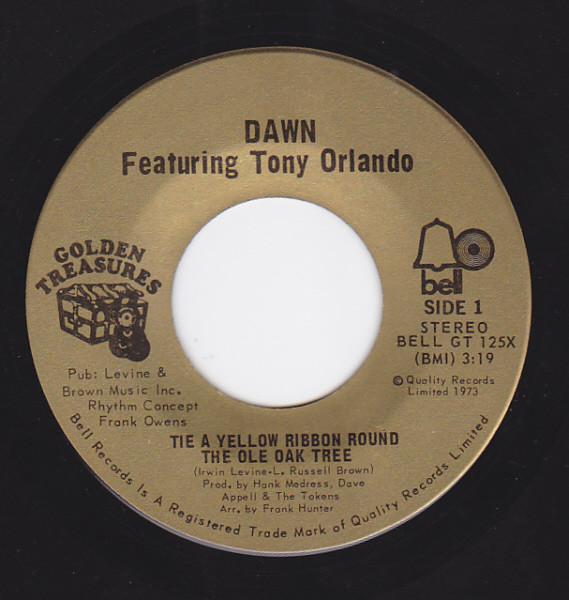 DAWN
Featuring Tony Orlando
GOLDEN
TREASURES
bell
SIDE 1
STEREO
BELL GT 125X
(BMI) 3:19
© Quality Records
Limited 1973
Pub: Levine &
Brown Music Inc.
Rhythm Concept
Frank Owens
TIE A YELLOW RIBBON ROUND
THE OLE OAK TREE
(Irwin Levine-L. Russell Brown)
Prod. by Hank Medress, Dave
Appell & The Tokens
Arr. by Frank Hunter
Bell Records Is A Registered Trade Mark of Quality Records Limited